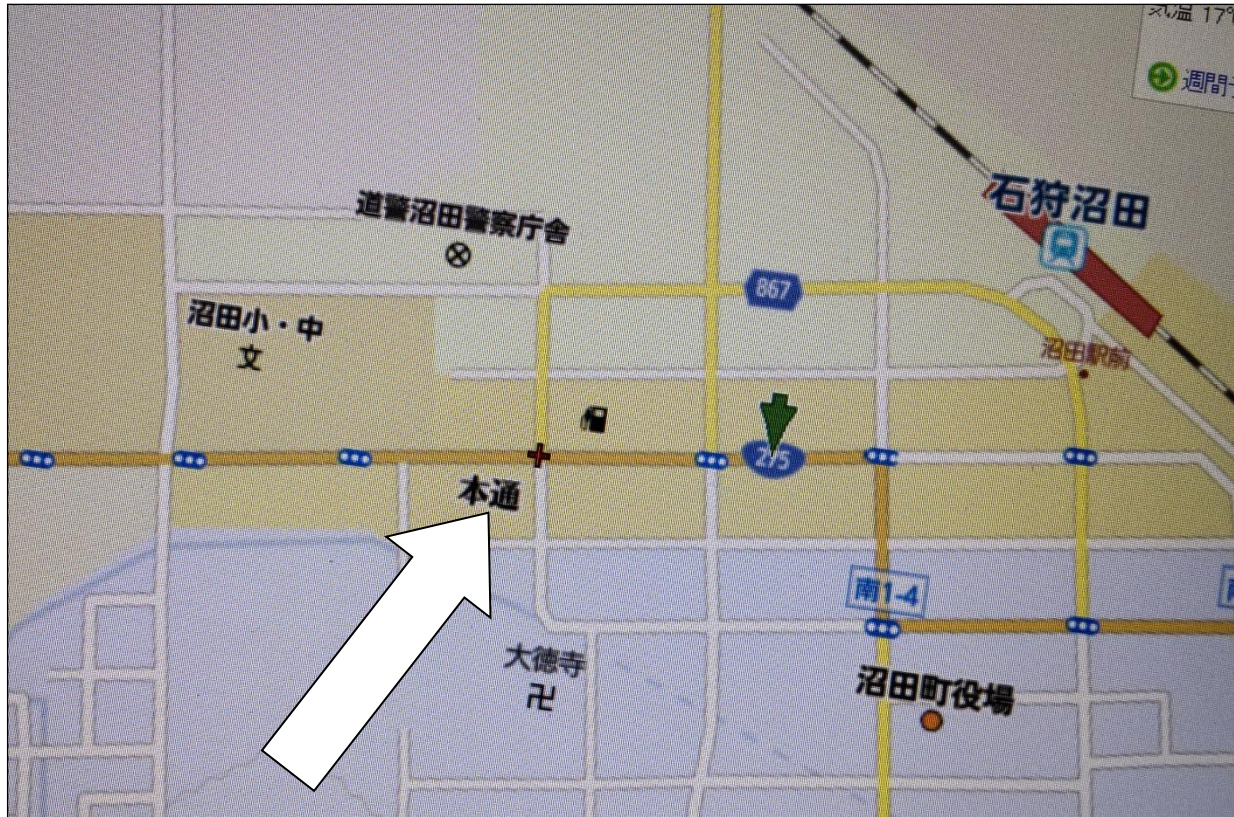 気温 17
週間
石狩沼田
道警沼田警察庁舎
867
沼田小・中
文
沼田駅前
275
本通
南1-4
大徳寺
卍
沼田町役場